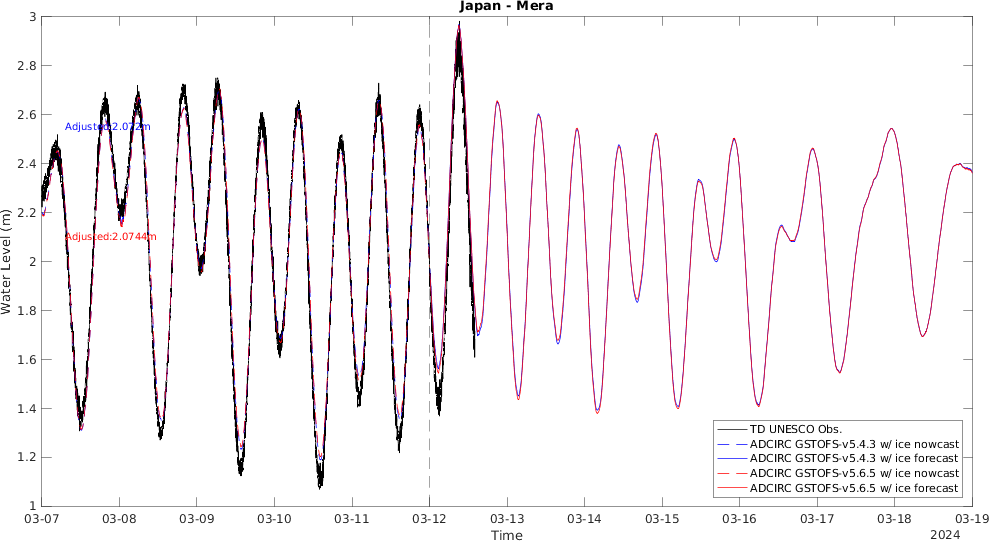 Japan - Mera
3
2.8
2.6
2.4
2.2
2
1.8
1.6
1.4
1.2
1
Water Level (m)
Adjusted:2.072m
Adjusted:2.0744m
TD UNESCO Obs.
ADCIRC GSTOFS-v5.4.3 w/ ice nowcast
ADCIRC GSTOFS-v5.4.3 w/ ice forecast
ADCIRC GSTOFS-v5.6.5 w/ ice nowcast
ADCIRC GSTOFS-v5.6.5 w/ ice forecast
03-07 03-08 03-09 03-10 03-11 03-12 03-13 03-14 03-15 03-16 03-17 03-18 03-19
Time
2024